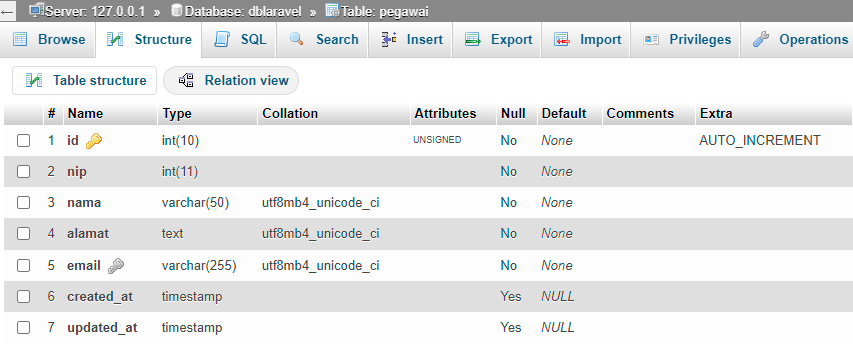 Server: 127.0.0.1 » Database: dblaravel » Table: pegawai
Browse Structure SQL Search Insert Export Import Privileges Operations
Table structure Relation view
# Name Type Collation Attributes Null Default Comments Extra
1 id int(10) UNSIGNED No None AUTO_INCREMENT
2 nip int(11) No None
3 nama varchar(50) utf8mb4_unicode_ci No None
4 alamat text utf8mb4_unicode_ci No None
5 email varchar(255) utf8mb4_unicode_ci No None
6 created_at timestamp Yes NULL
7 updated_at timestamp Yes NULL